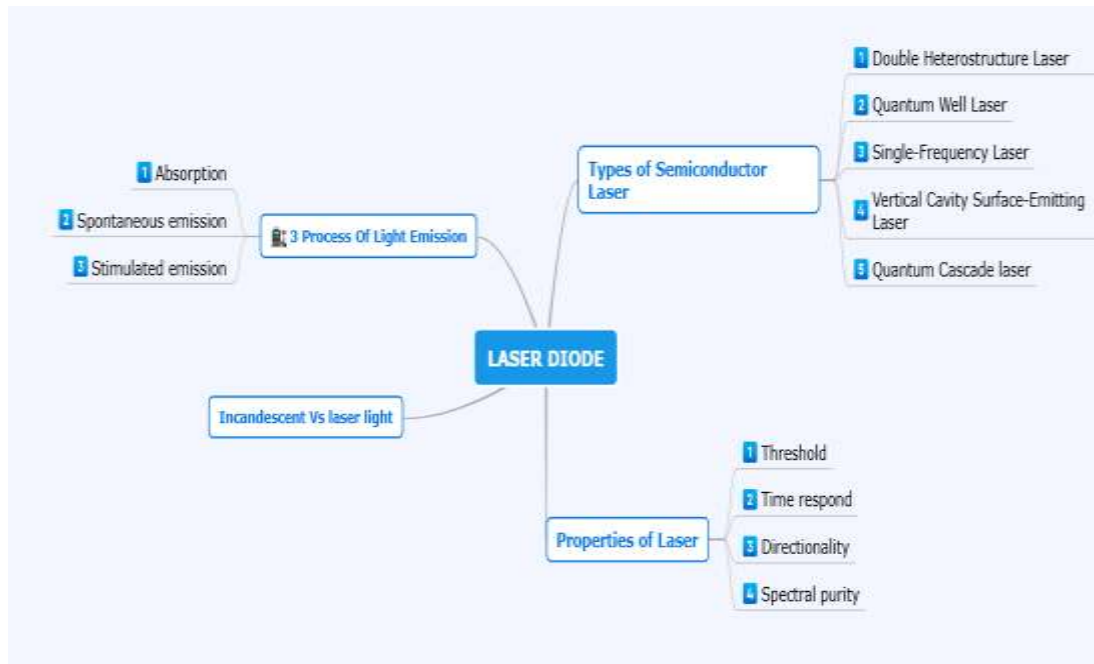 LASER DIODE
Types of Semiconductor
Laser
1 Double Heterostructure Laser
2 Quantum Well Laser
3 Single-Frequency Laser
4 Vertical Cavity Surface-Emitting
Laser
5 Quantum Cascade laser
3 Process Of Light Emission
1 Absorption
2 Spontaneous emission
3 Stimulated emission
Incandescent Vs laser light
Properties of Laser
1 Threshold
2 Time respond
3 Directionality
4 Spectral purity